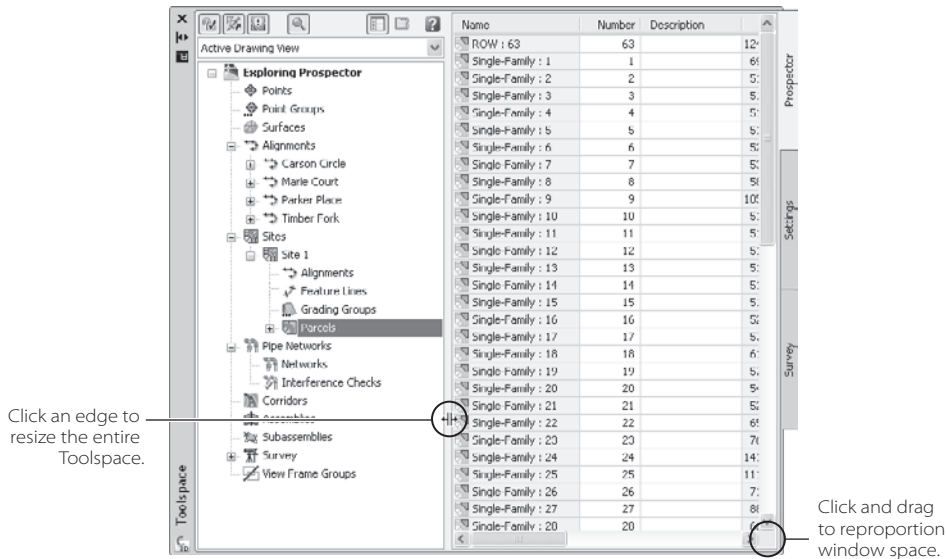 Active Drawing View
Exploring Prospector
Points
Point Groups
Surfaces
Alignments
Carson Circle
Marie Court
Parker Place
Timber Fork
Sites
Site 1
Alignments
Feature Lines
Grading Groups
Parcels
Pipe Networks
Networks
Interference Checks
Corridors
Subassemblies
Survey
View Frame Groups
Toolspace
Name Number Description
ROW : 63 63
Single-Family : 1 1
Single-Family : 2 2
Single-Family : 3 3
Single-Family : 4 4
Single-Family : 5 5
Single-Family : 6 6
Single-Family : 7 7
Single-Family : 8 8
Single-Family : 9 9
Single-Family : 10 10
Single-Family : 11 11
Single-Family : 12 12
Single-Family : 13 13
Single-Family : 14 14
Single-Family : 15 15
Single-Family : 16 16
Single-Family : 17 17
Single-Family : 18 18
Single-Family : 19 19
Single-Family : 20 20
Single-Family : 21 21
Single-Family : 22 22
Single-Family : 23 23
Single-Family : 24 24
Single-Family : 25 25
Single-Family : 26 26
Single-Family : 27 27
Prospector
Settings
Survey
Click an edge to
resize the entire
Toolspace.
Click and drag
to reproportion
window space.